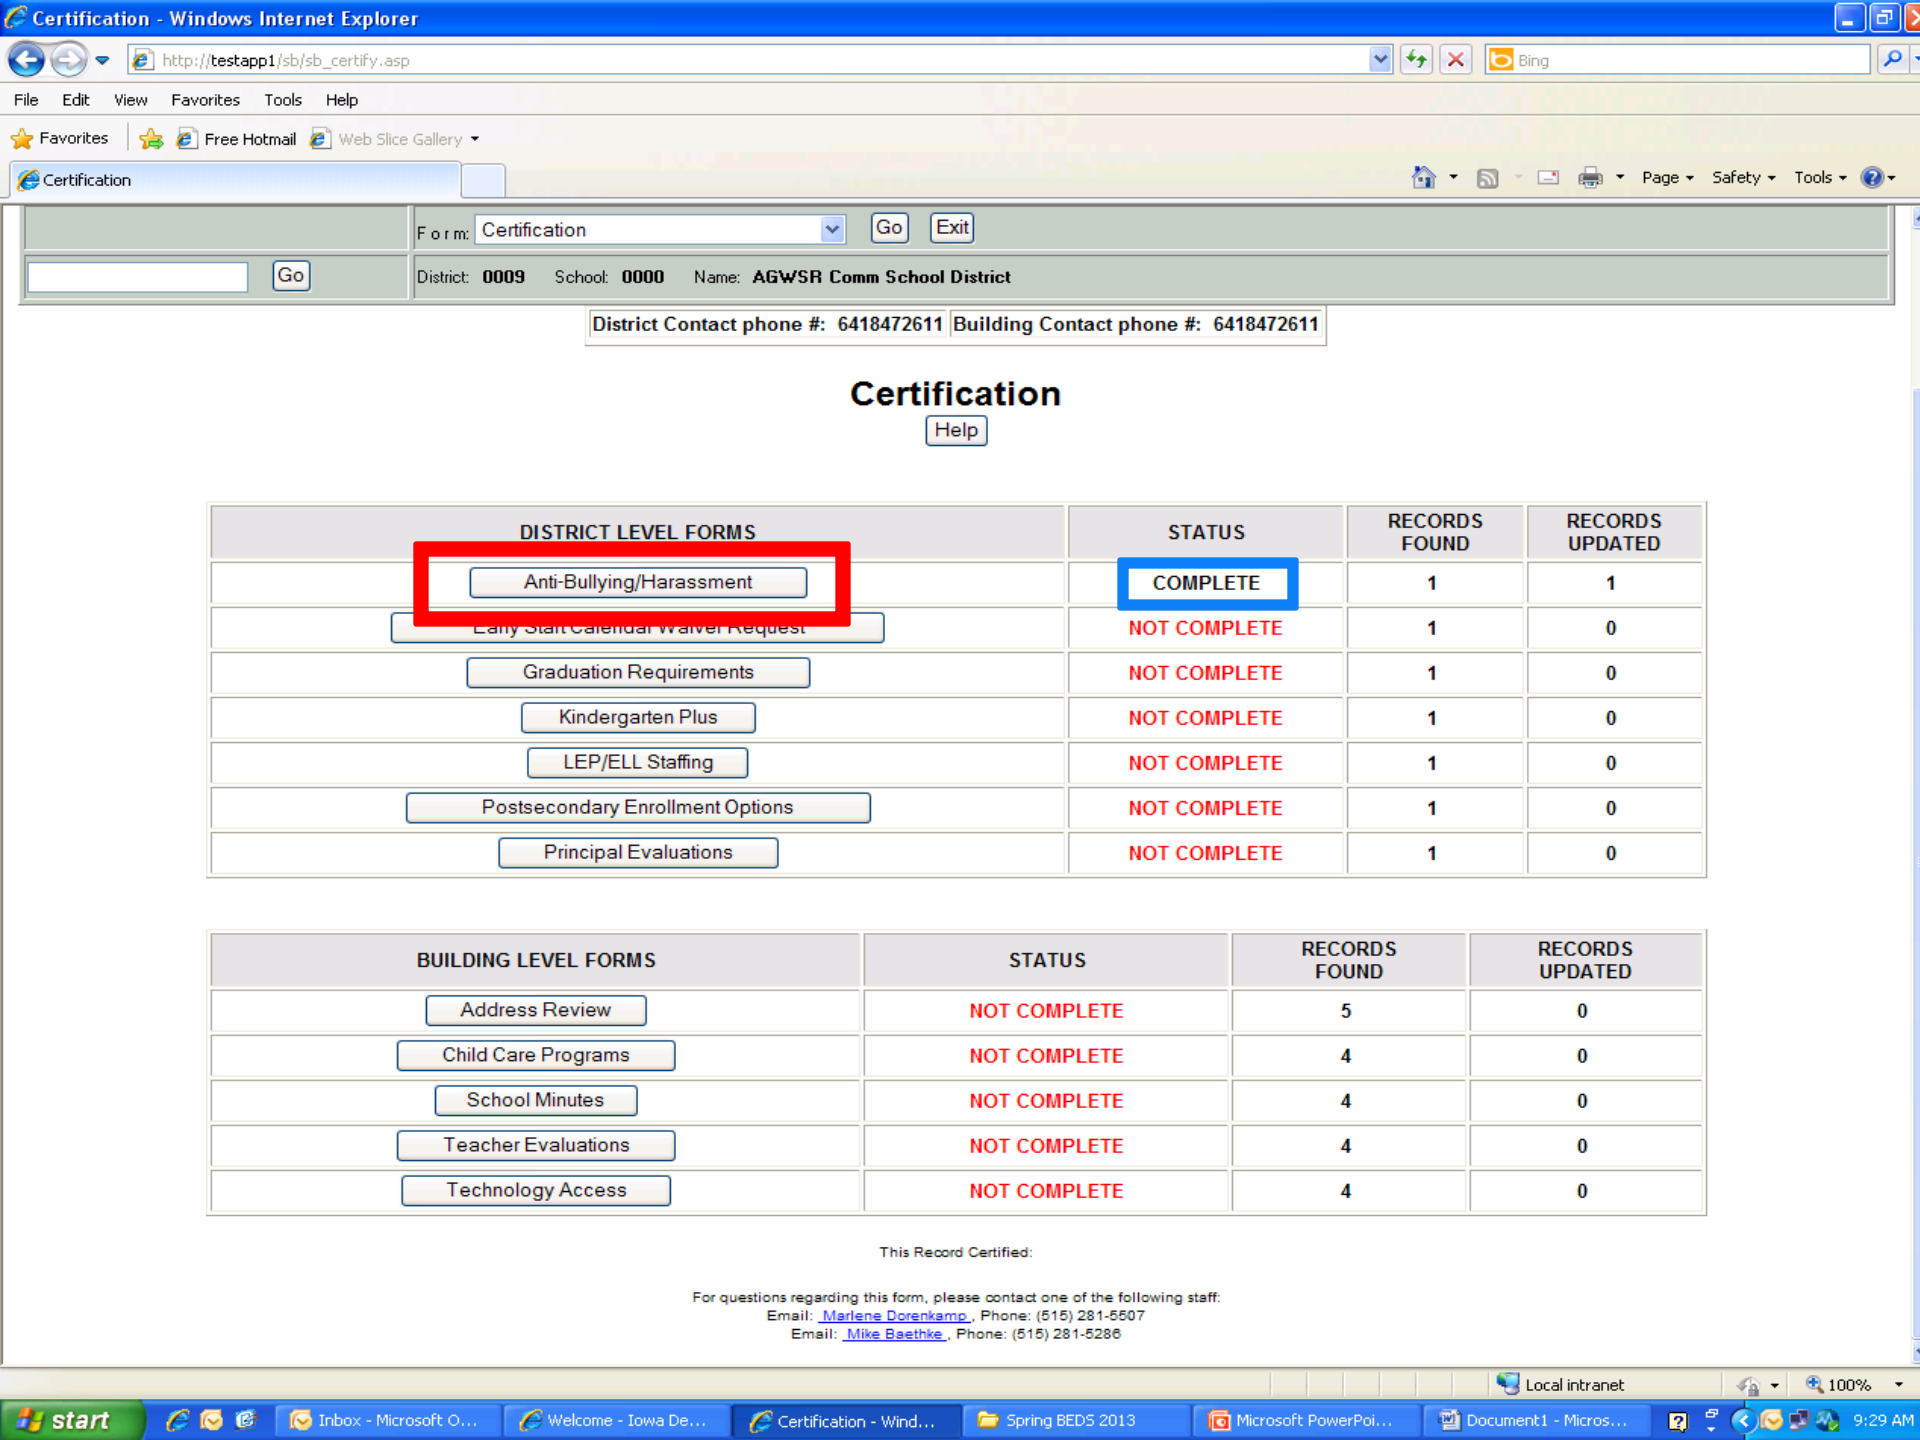 Certification - Windows Internet Explorer
http://testapp1/sb/sb_certify.asp
Bing
File Edit View Favorites Tools Help
Favorites Free Hotmail Web Slice Gallery
Certification
Page Safety Tools
Form: Certification Go Exit
Go District: 0009 School: 0000 Name: AGWSR Comm School District
District Contact phone #: 6418472611 Building Contact phone #: 6418472611
Certification
Help
DISTRICT LEVEL FORMS STATUS RECORDS FOUND RECORDS UPDATED
Anti-Bullying/Harassment COMPLETE 1 1
Early Start Calendar Waiver Request NOT COMPLETE 1 0
Graduation Requirements NOT COMPLETE 1 0
Kindergarten Plus NOT COMPLETE 1 0
LEP/ELL Staffing NOT COMPLETE 1 0
Postsecondary Enrollment Options NOT COMPLETE 1 0
Principal Evaluations NOT COMPLETE 1 0
BUILDING LEVEL FORMS STATUS RECORDS FOUND RECORDS UPDATED
Address Review NOT COMPLETE 5 0
Child Care Programs NOT COMPLETE 4 0
School Minutes NOT COMPLETE 4 0
Teacher Evaluations NOT COMPLETE 4 0
Technology Access NOT COMPLETE 4 0
This Record Certified:
For questions regarding this form, please contact one of the following staff:
Email: Marlene Dorenkamp , Phone: (515) 281-5507
Email: Mike Baethke , Phone: (515) 281-5286
Local intranet 100%
start Inbox - Microsoft O... Welcome - Iowa De... Certification - Wind... Spring BEDS 2013 Microsoft PowerPoi... Document1 - Micros... 9:29 AM